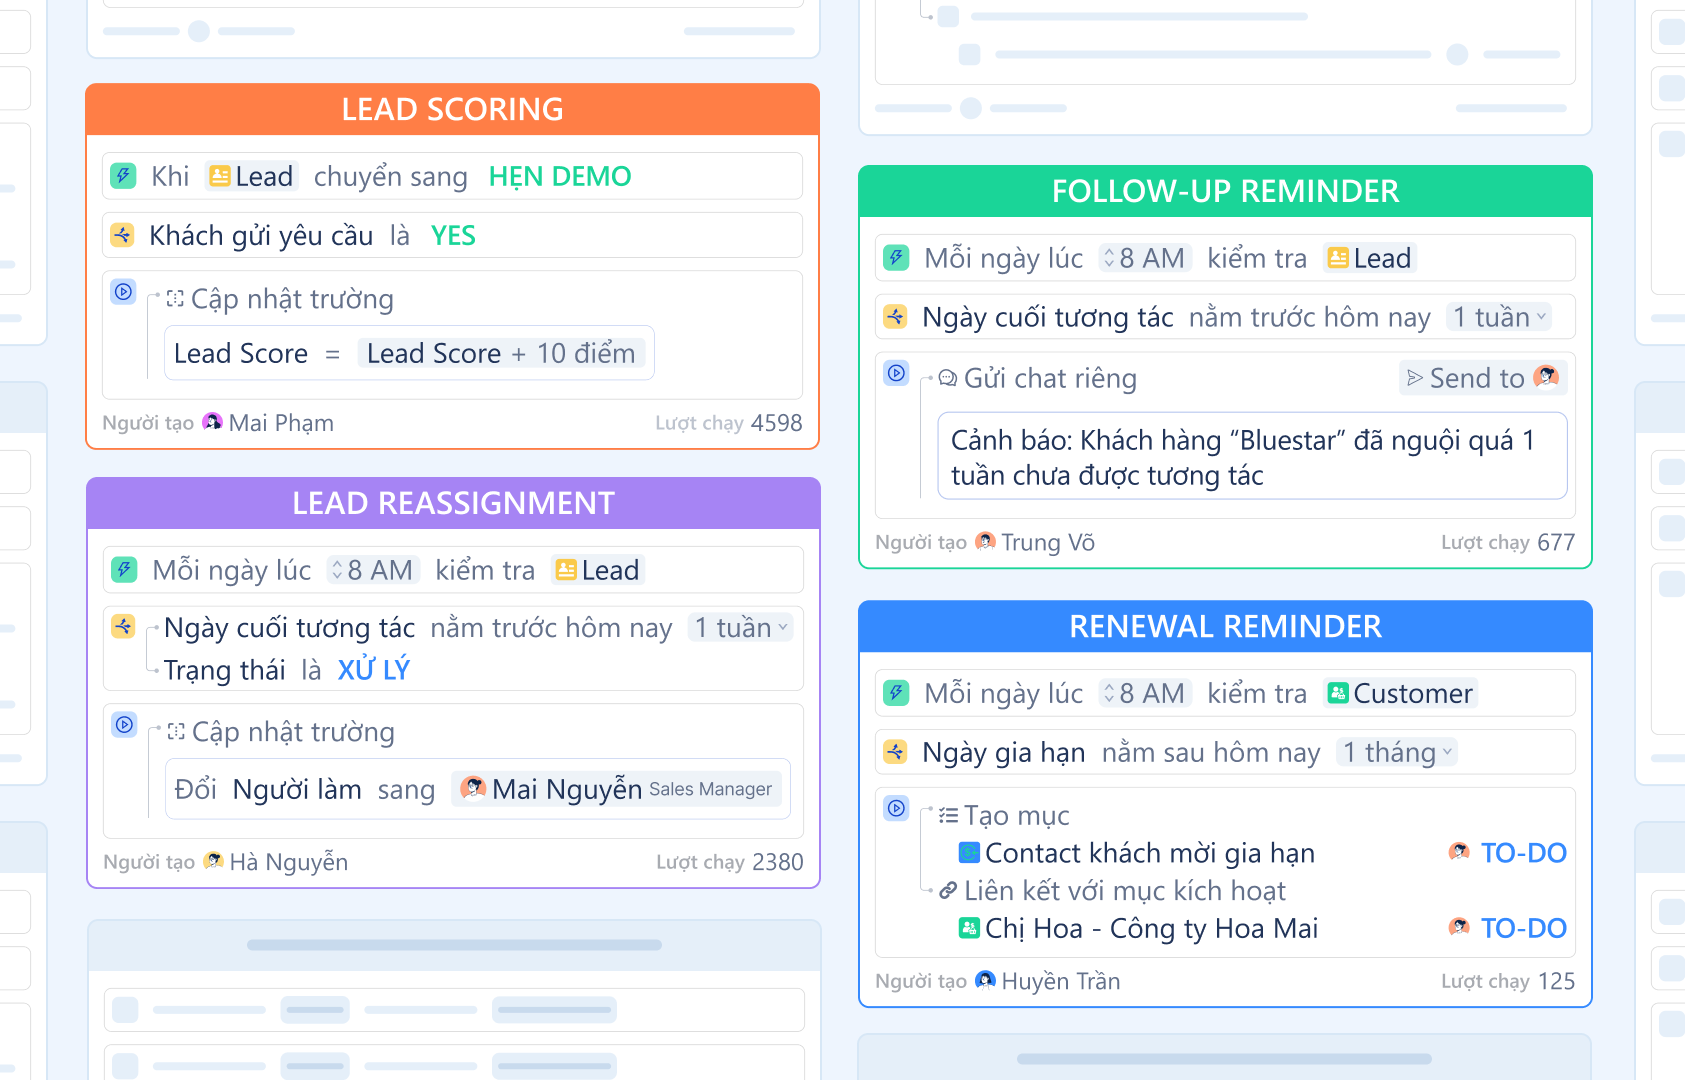 LEAD SCORING
Khi Lead chuyển sang HẸN DEMO
Khách gửi yêu cầu là YES
Cập nhật trường
Lead Score = Lead Score + 10 điểm
Người tạo Mai Phạm Lượt chạy 4598
LEAD REASSIGNMENT
Mỗi ngày lúc 8 AM kiểm tra Lead
Ngày cuối tương tác nằm trước hôm nay 1 tuần
Trạng thái là XỬ LÝ
Cập nhật trường
Đổi Người làm sang Mai Nguyễn Sales Manager
Người tạo Hà Nguyễn Lượt chạy 2380
FOLLOW-UP REMINDER
Mỗi ngày lúc 8 AM kiểm tra Lead
Ngày cuối tương tác nằm trước hôm nay 1 tuần
Gửi chat riêng Send to
Cảnh báo: Khách hàng “Bluestar” đã nguội quá 1
tuần chưa được tương tác
Người tạo Trung Võ Lượt chạy 677
RENEWAL REMINDER
Mỗi ngày lúc 8 AM kiểm tra Customer
Ngày gia hạn nằm sau hôm nay 1 tháng
Tạo mục
Contact khách mời gia hạn TO-DO
Liên kết với mục kích hoạt
Chị Hoa - Công ty Hoa Mai TO-DO
Người tạo Huyền Trần Lượt chạy 125